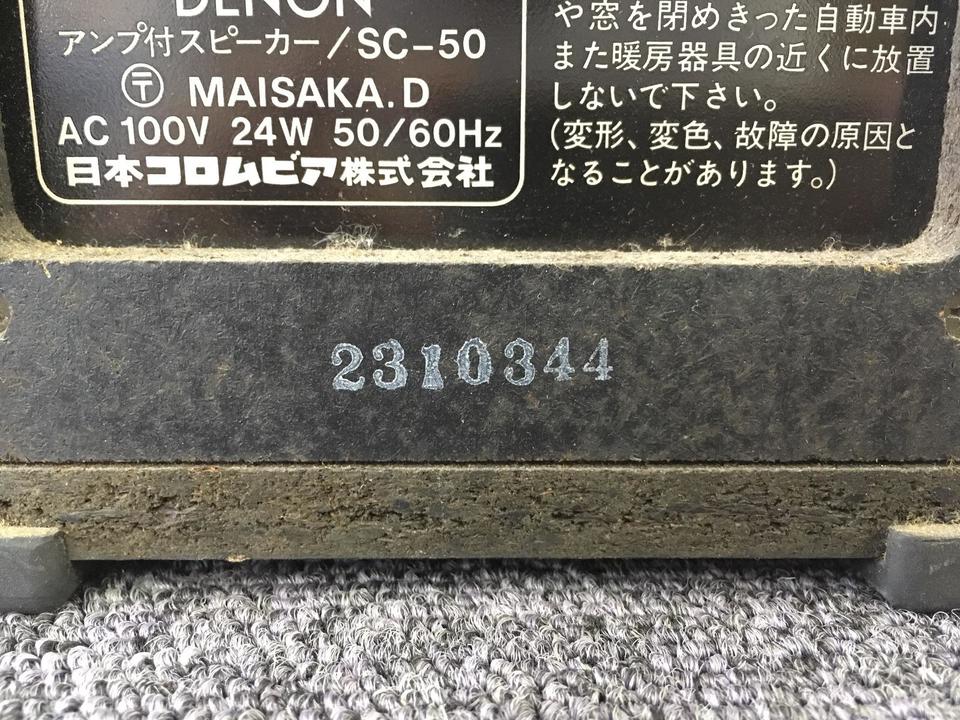 DENON
アンプ付スピーカー/SC-50
〒 MAISAKA.D
AC 100V 24W 50/60Hz
日本コロムビア株式会社
や窓を閉めきった自動車内
また暖房器具の近くに放置
しないで下さい。
(変形、変色、故障の原因と
なることがあります。)
2310344